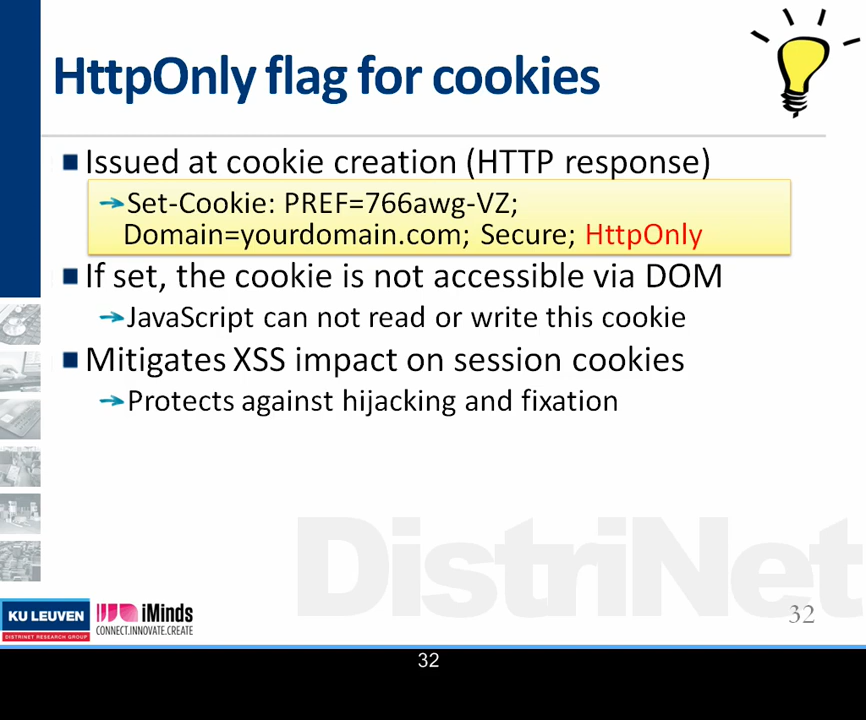 HttpOnly flag for cookies
Issued at cookie creation (HTTP response)
Set-Cookie: PREF=766awg-VZ;
Domain=yourdomain.com; Secure; HttpOnly
If set, the cookie is not accessible via DOM
JavaScript can not read or write this cookie
Mitigates XSS impact on session cookies
Protects against hijacking and fixation
DistriNet
KU LEUVEN
DISTRINET RESEARCH GROUP
iMinds
CONNECT.INNOVATE.CREATE
32
32